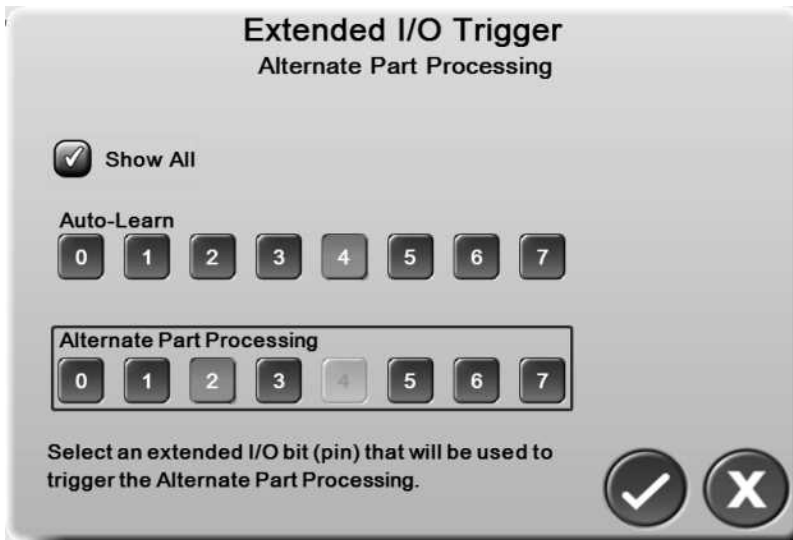 Extended I/O Trigger
Alternate Part Processing
Show All
Auto-Learn
0 1 2 3 4 5 6 7
Alternate Part Processing
0 1 2 3 4 5 6 7
Select an extended I/O bit (pin) that will be used to
trigger the Alternate Part Processing.
X